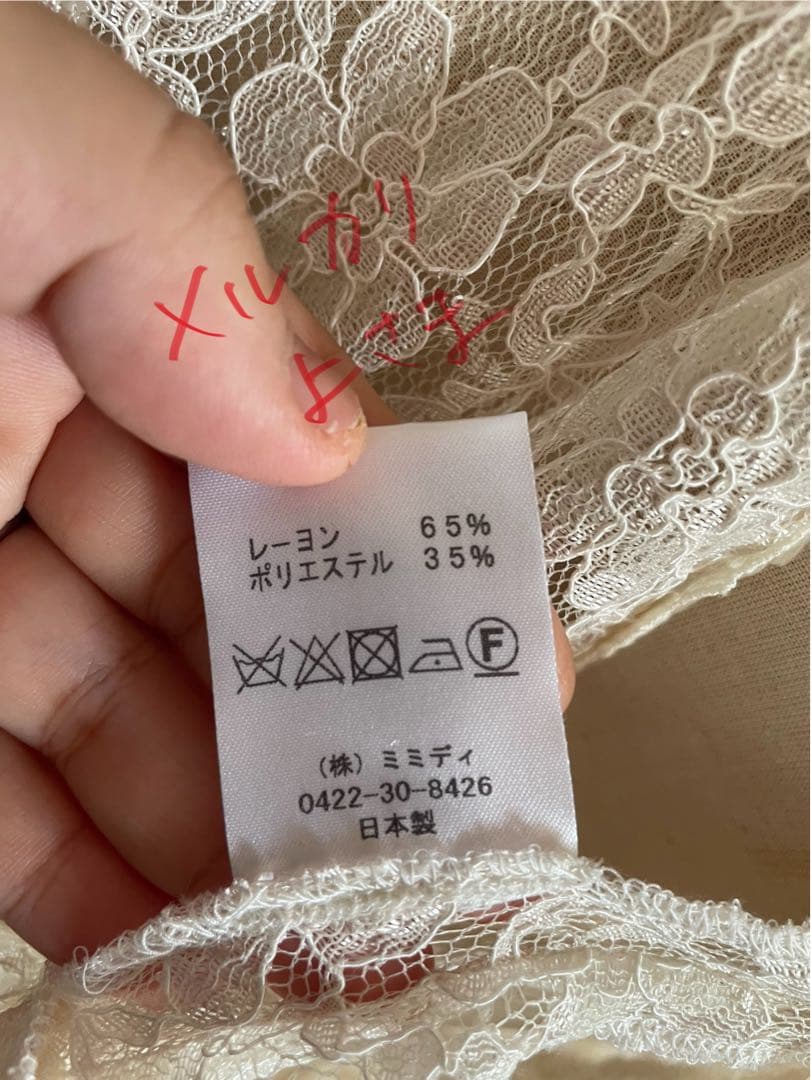 メルカリ
よさま
レーヨン 65%
ポリエステル 35%
F
(株) ミミディ
0422-30-8426
日本製